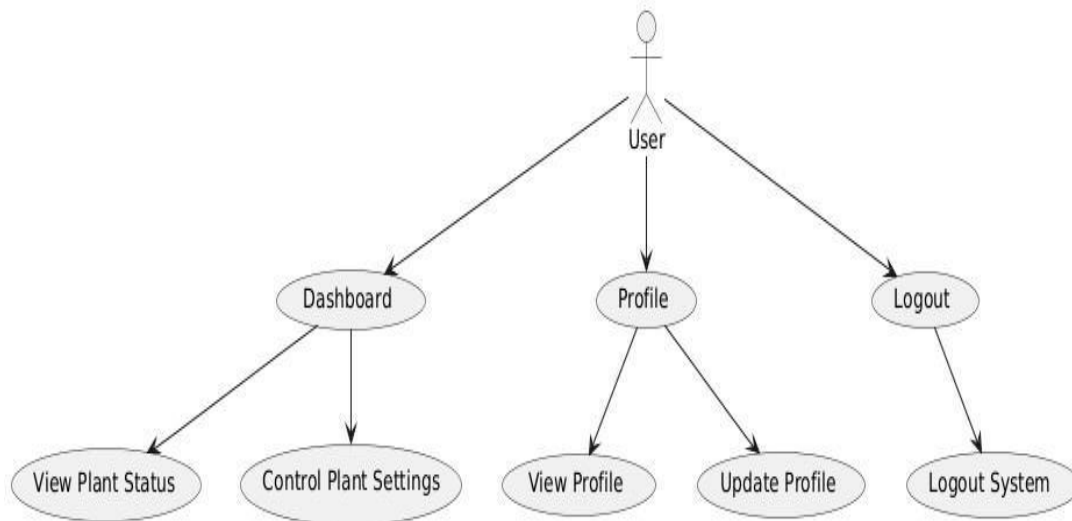 User
Dashboard
Profile
Logout
View Plant Status
Control Plant Settings
View Profile
Update Profile
Logout System